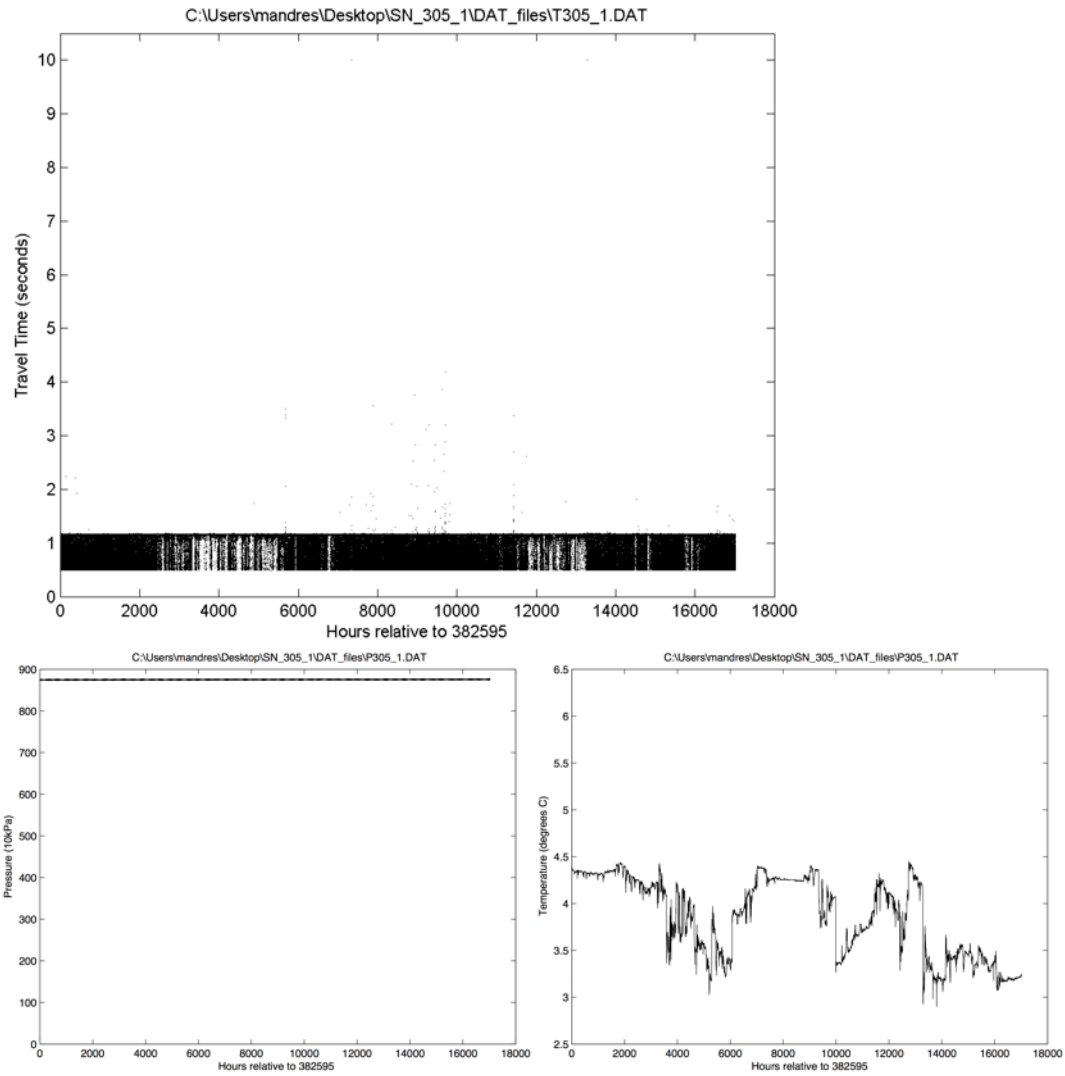 C:\Users\mandres\Desktop\SN_305_1\DAT_files\T305_1.DAT
10
9
8
7
6
5
4
3
2
1
0
Travel Time (seconds)
0 2000 4000 6000 8000 10000 12000 14000 16000 18000
Hours relative to 382595
C:\Users\mandres\Desktop\SN_305_1\DAT_files\P305_1.DAT
900
800
700
600
500
400
300
200
100
0
Pressure (10kPa)
0 2000 4000 6000 8000 10000 12000 14000 16000 18000
Hours relative to 382595
C:\Users\mandres\Desktop\SN_305_1\DAT_files\P305_1.DAT
6.5
6
5.5
5
4.5
4
3.5
3
2.5
Temperature (degrees C)
0 2000 4000 6000 8000 10000 12000 14000 16000 18000
Hours relative to 382595